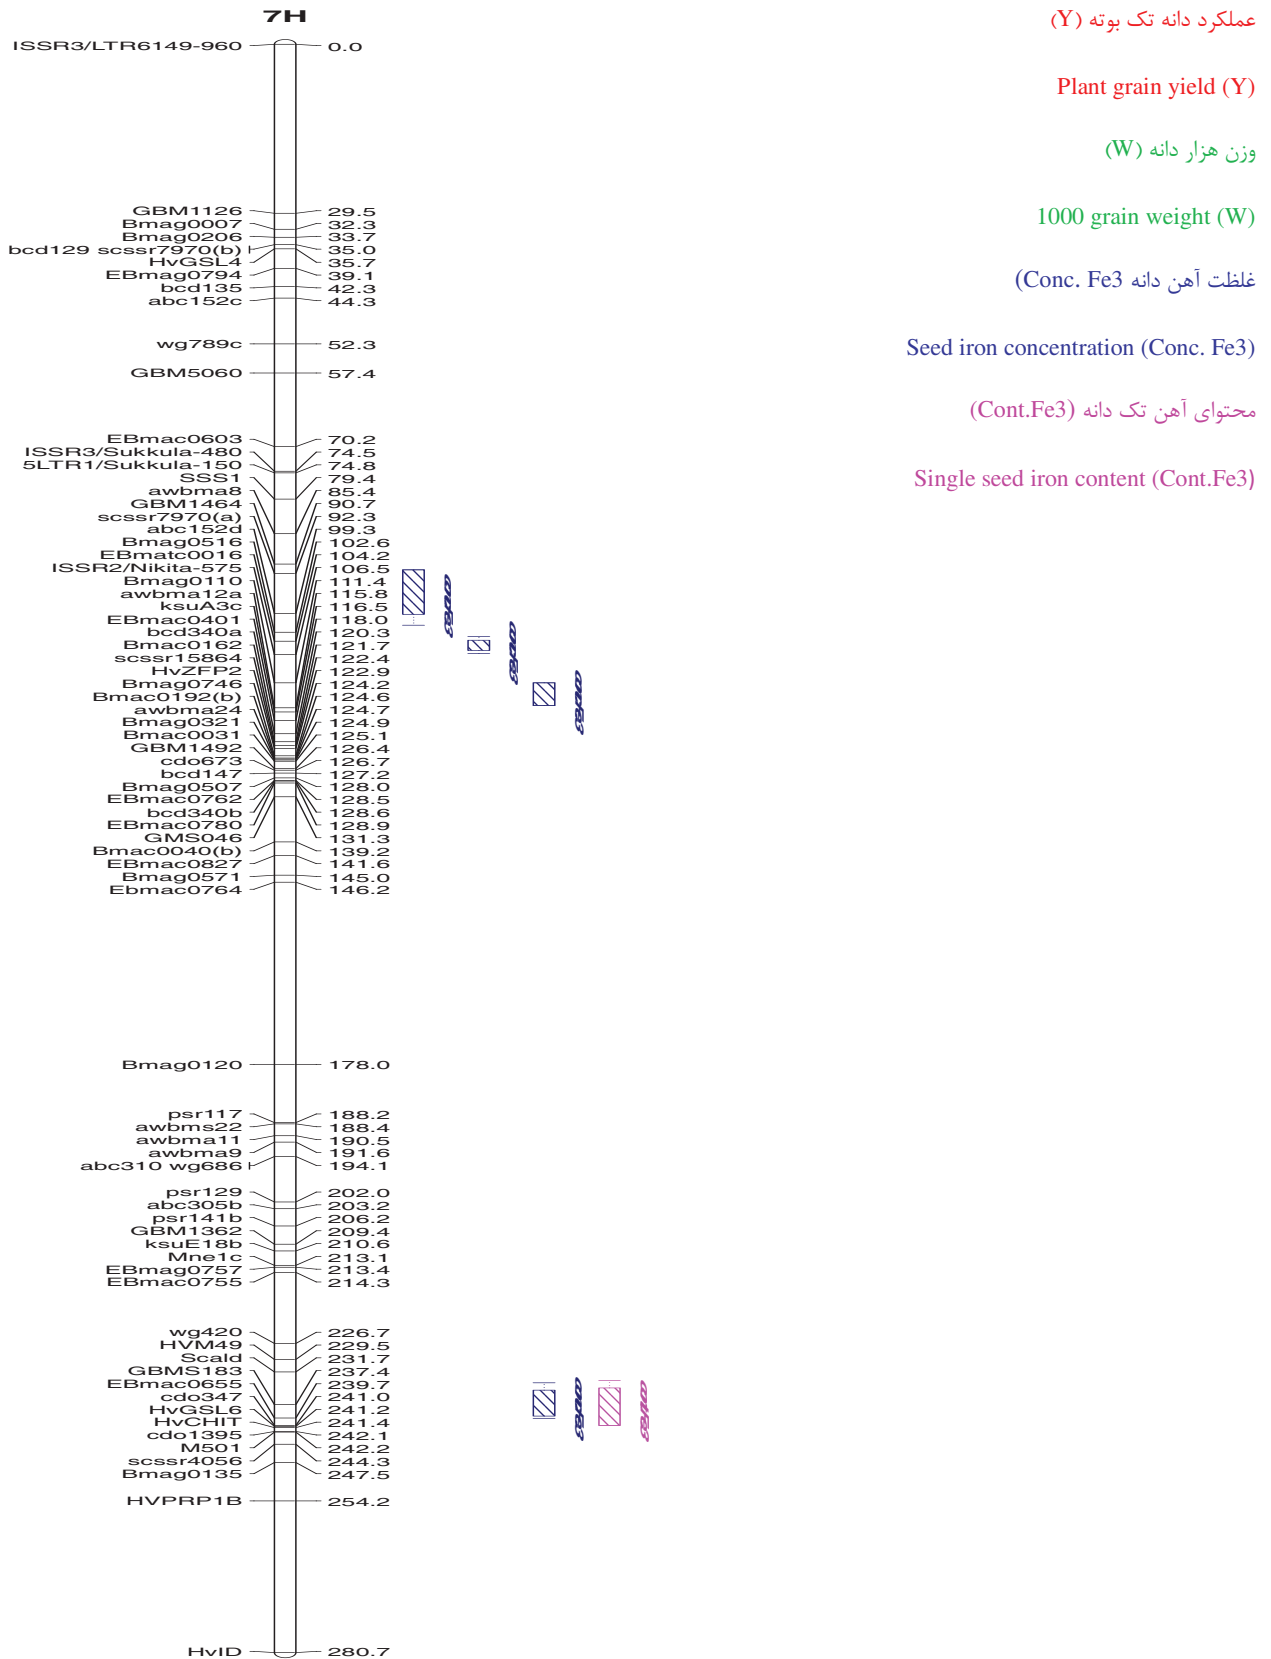 7H
ISSR3/LTR6149-960 0.0
GBM1126 29.5
Bmag0007 32.3
Bmag0206 33.7
bcd129 scssr7970(b) 35.0
HvGSL4 35.7
EBmag0794 39.1
bcd135 42.3
abc152c 44.3
wg789c 52.3
GBM5060 57.4
EBmac0603 70.2
ISSR3/Sukkula-480 74.5
5LTR1/Sukkula-150 74.8
SSS1 79.4
awbma8 85.4
GBM1464 90.7
scssr7970(a) 92.3
abc152d 99.3
Bmag0516 102.6
EBmatc0016 104.2
ISSR2/Nikita-575 106.5
Bmag0110 111.4
awbma12a 115.8
ksuA3c 116.5
EBmac0401 118.0
bcd340a 120.3
Bmac0162 121.7
scssr15864 122.4
HvZFP2 122.9
Bmag0746 124.2
Bmac0192(b) 124.6
awbma24 124.7
Bmag0321 124.9
Bmac0031 125.1
GBM1492 126.4
cdo673 126.7
bcd147 127.2
Bmag0507 128.0
EBmac0762 128.5
bcd340b 128.6
EBmac0780 128.9
GMS046 131.3
Bmac0040(b) 139.2
EBmac0827 141.6
Bmag0571 145.0
Ebmac0764 146.2
Bmag0120 178.0
psr117 188.2
awbms22 188.4
awbma11 190.5
awbma9 191.6
abc310 wg686 194.1
psr129 202.0
abc305b 203.2
psr141b 206.2
GBM1362 209.4
ksuE18b 210.6
Mne1c 213.1
EBmag0757 213.4
EBmac0755 214.3
wg420 226.7
HVM49 229.5
Scald 231.7
GBMS183 237.4
EBmac0655 239.7
cdo347 241.0
HvGSL6 241.2
HvCHIT 241.4
cdo1395 242.1
M501 242.2
scssr4056 244.3
Bmag0135 247.5
HVPRP1B 254.2
HvID 280.7
عملکرد دانه تک بوته (Y)
Plant grain yield (Y)
وزن هزار دانه (W)
1000 grain weight (W)
غلظت آهن دانه Conc. Fe3)
Seed iron concentration (Conc. Fe3)
محتوای آهن تک دانه (Cont.Fe3)
Single seed iron content (Cont.Fe3)